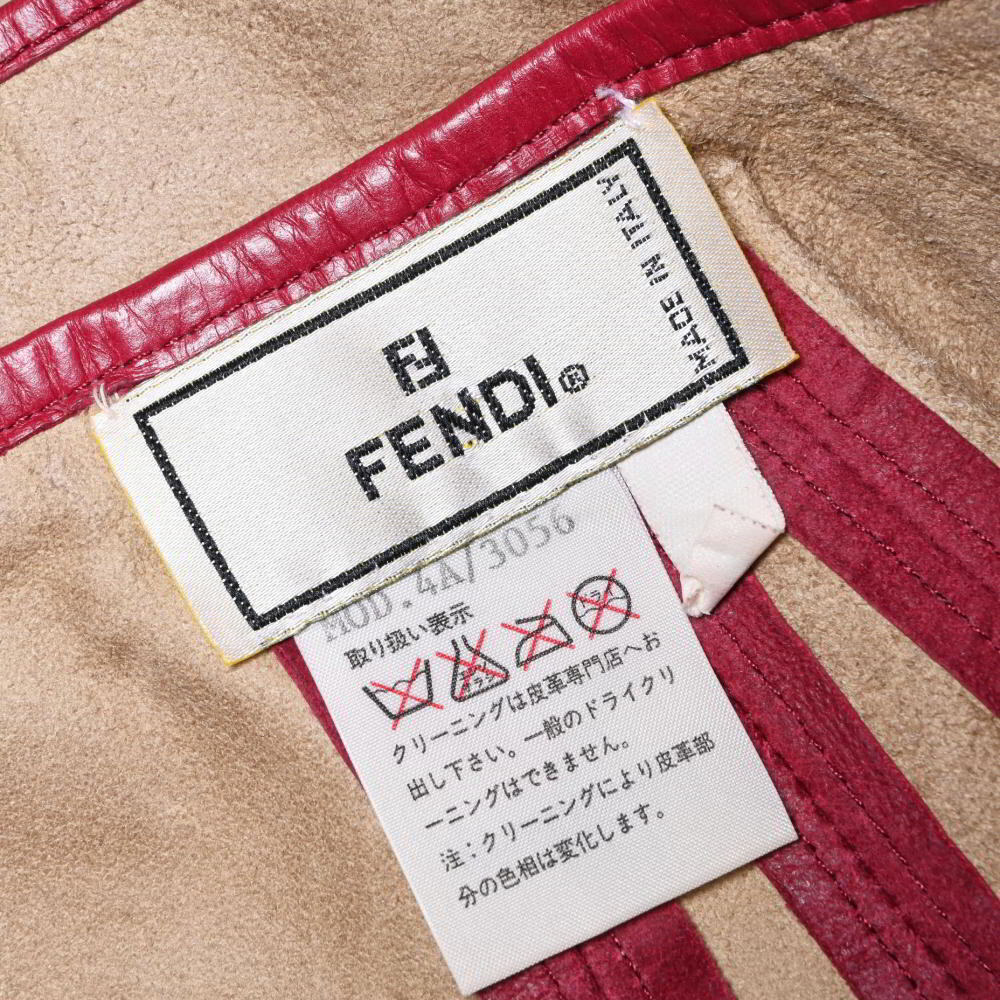 FF
FENDI®
MADE IN ITALY
MOD.4A/3056
取り扱い表示
クリーニングは皮革専門店へお
出し下さい。一般のドライクリ
ーニングはできません。
注:クリーニングにより皮革部
分の色相は変化します。